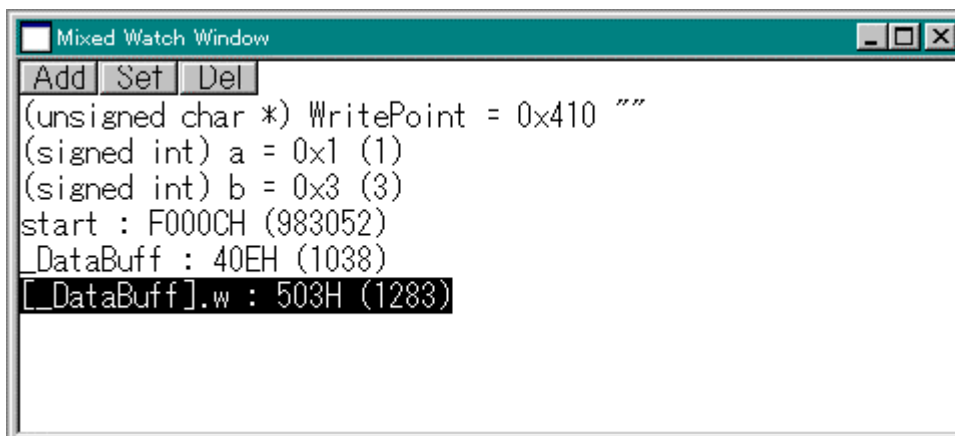 Mixed Watch Window
Add Set Del
(unsigned char *) WritePoint = 0x410 ""
(signed int) a = 0x1 (1)
(signed int) b = 0x3 (3)
start : F000CH (983052)
_DataBuff : 40EH (1038)
[_DataBuff].w : 503H (1283)